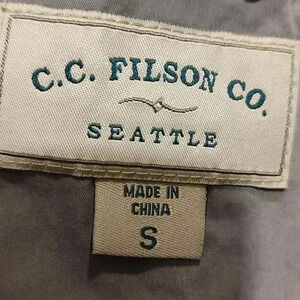 C.C. FILSON CO.
SEATTLE
MADE IN
CHINA
S